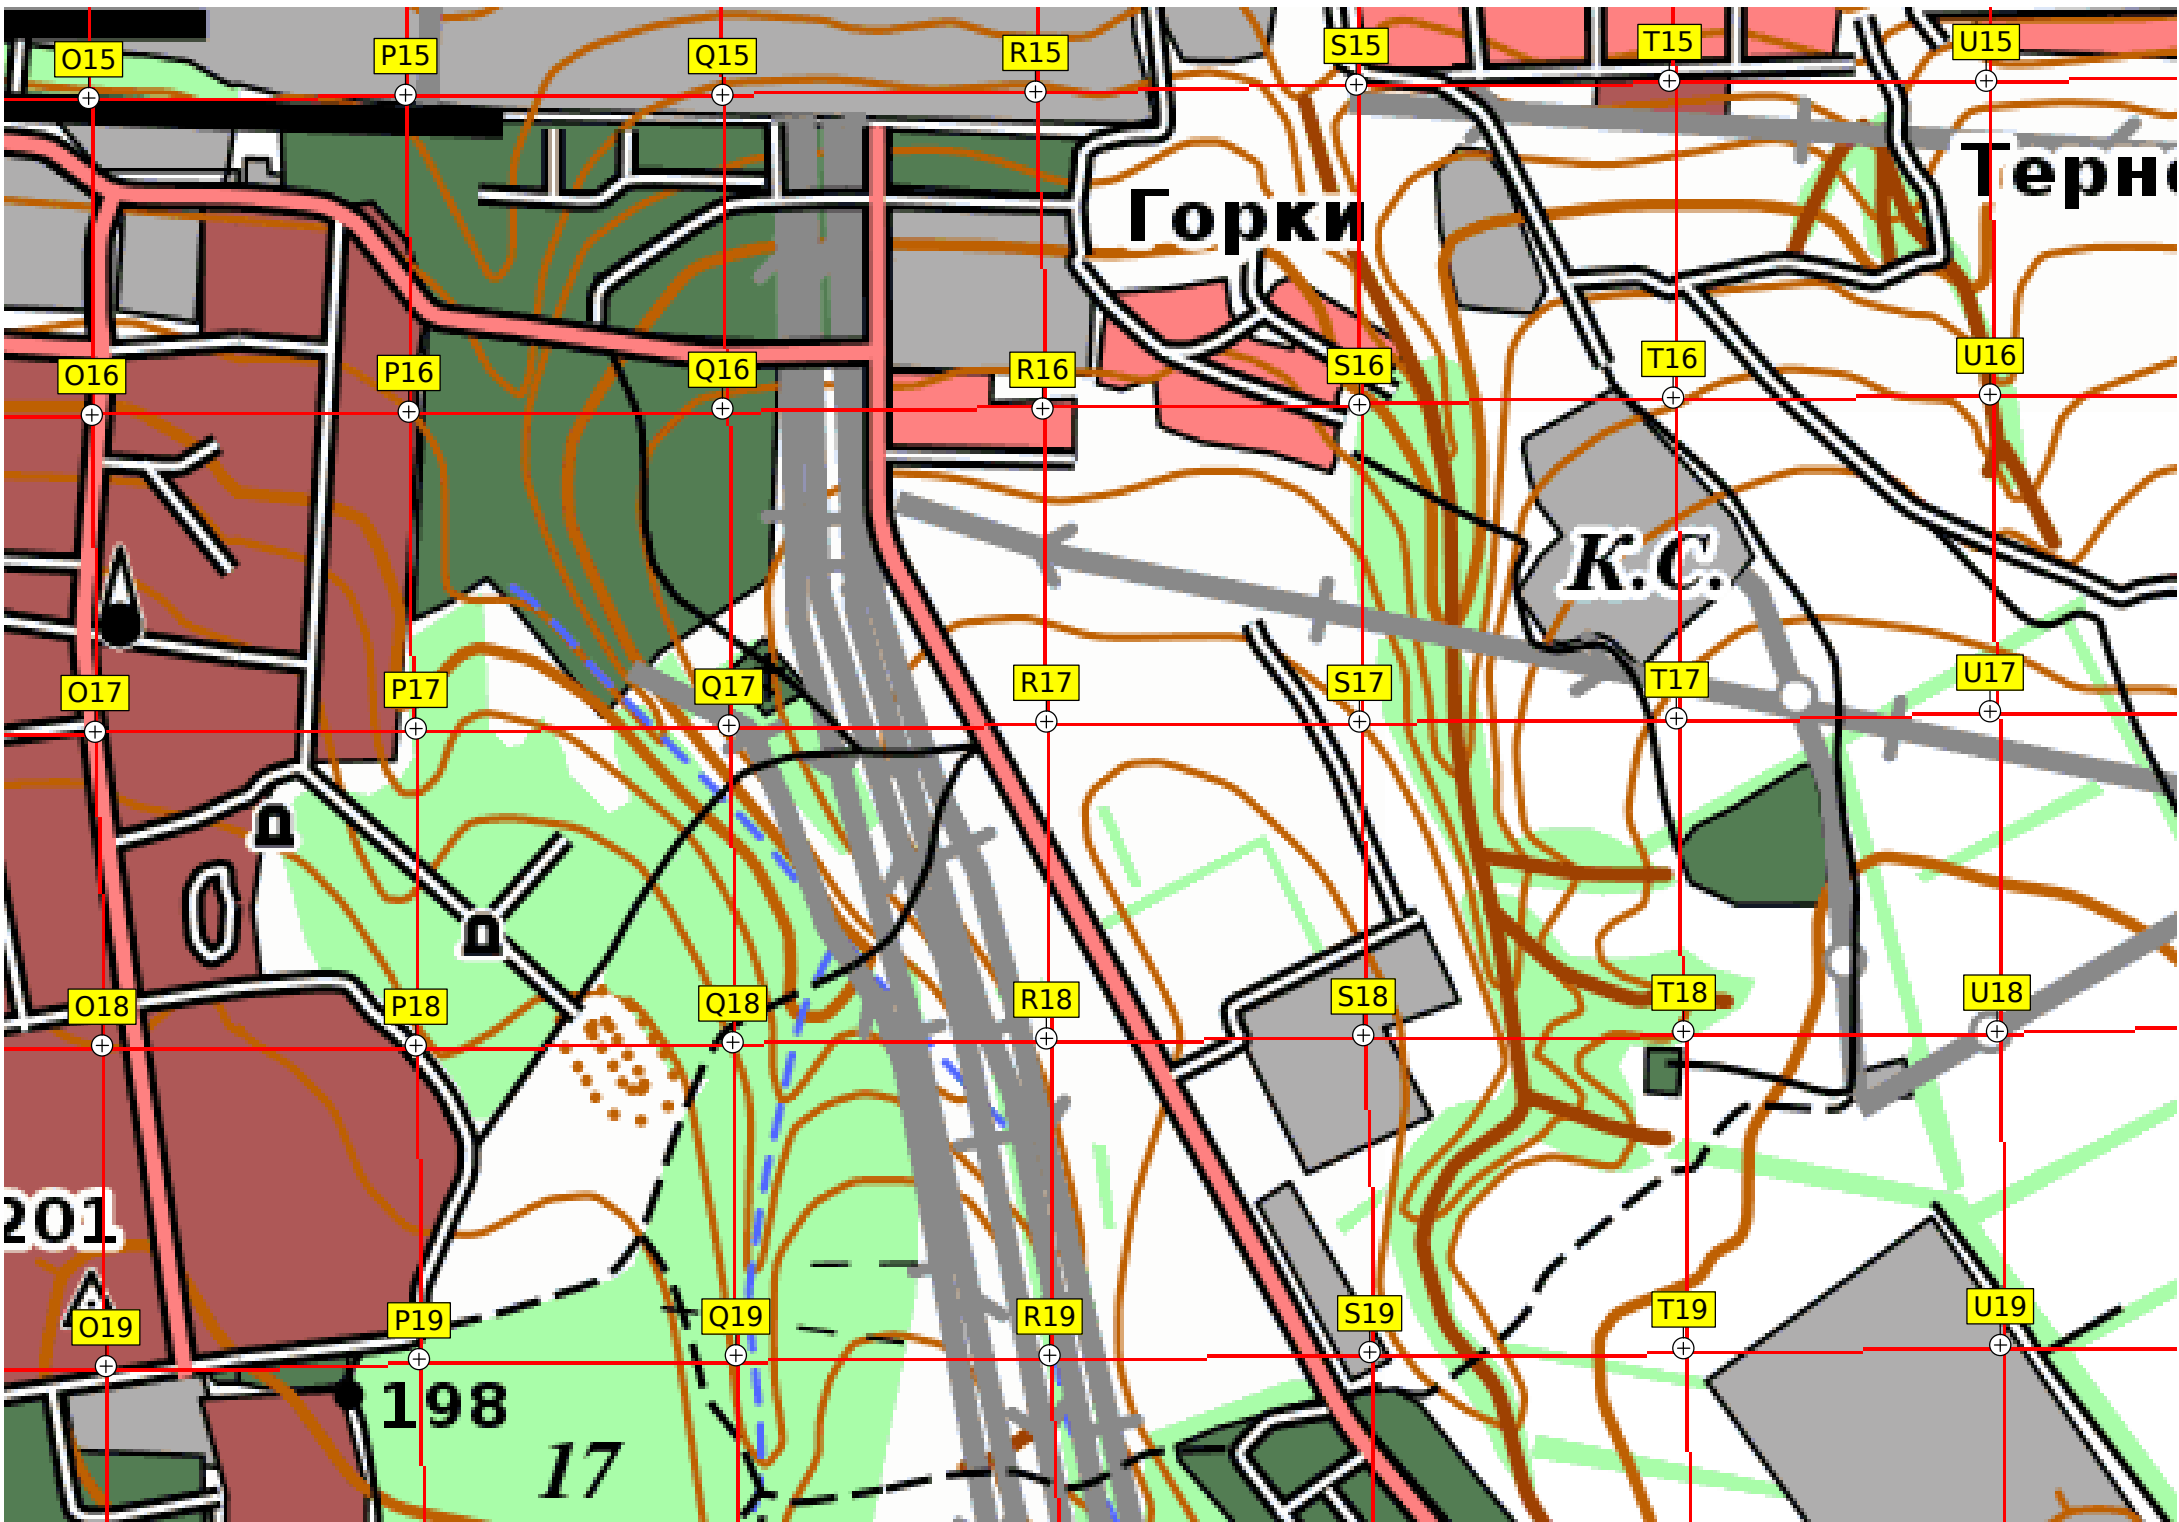 O15 P15 Q15 R15 S15 T15 U15
Терн
Горки
O16 P16 Q16 R16 S16 T16 U16
К.С.
O17 P17 Q17 R17 S17 T17 U17
O18 P18 Q18 R18 S18 T18 U18
201
O19 P19 Q19 R19 S19 T19 U19
198
17